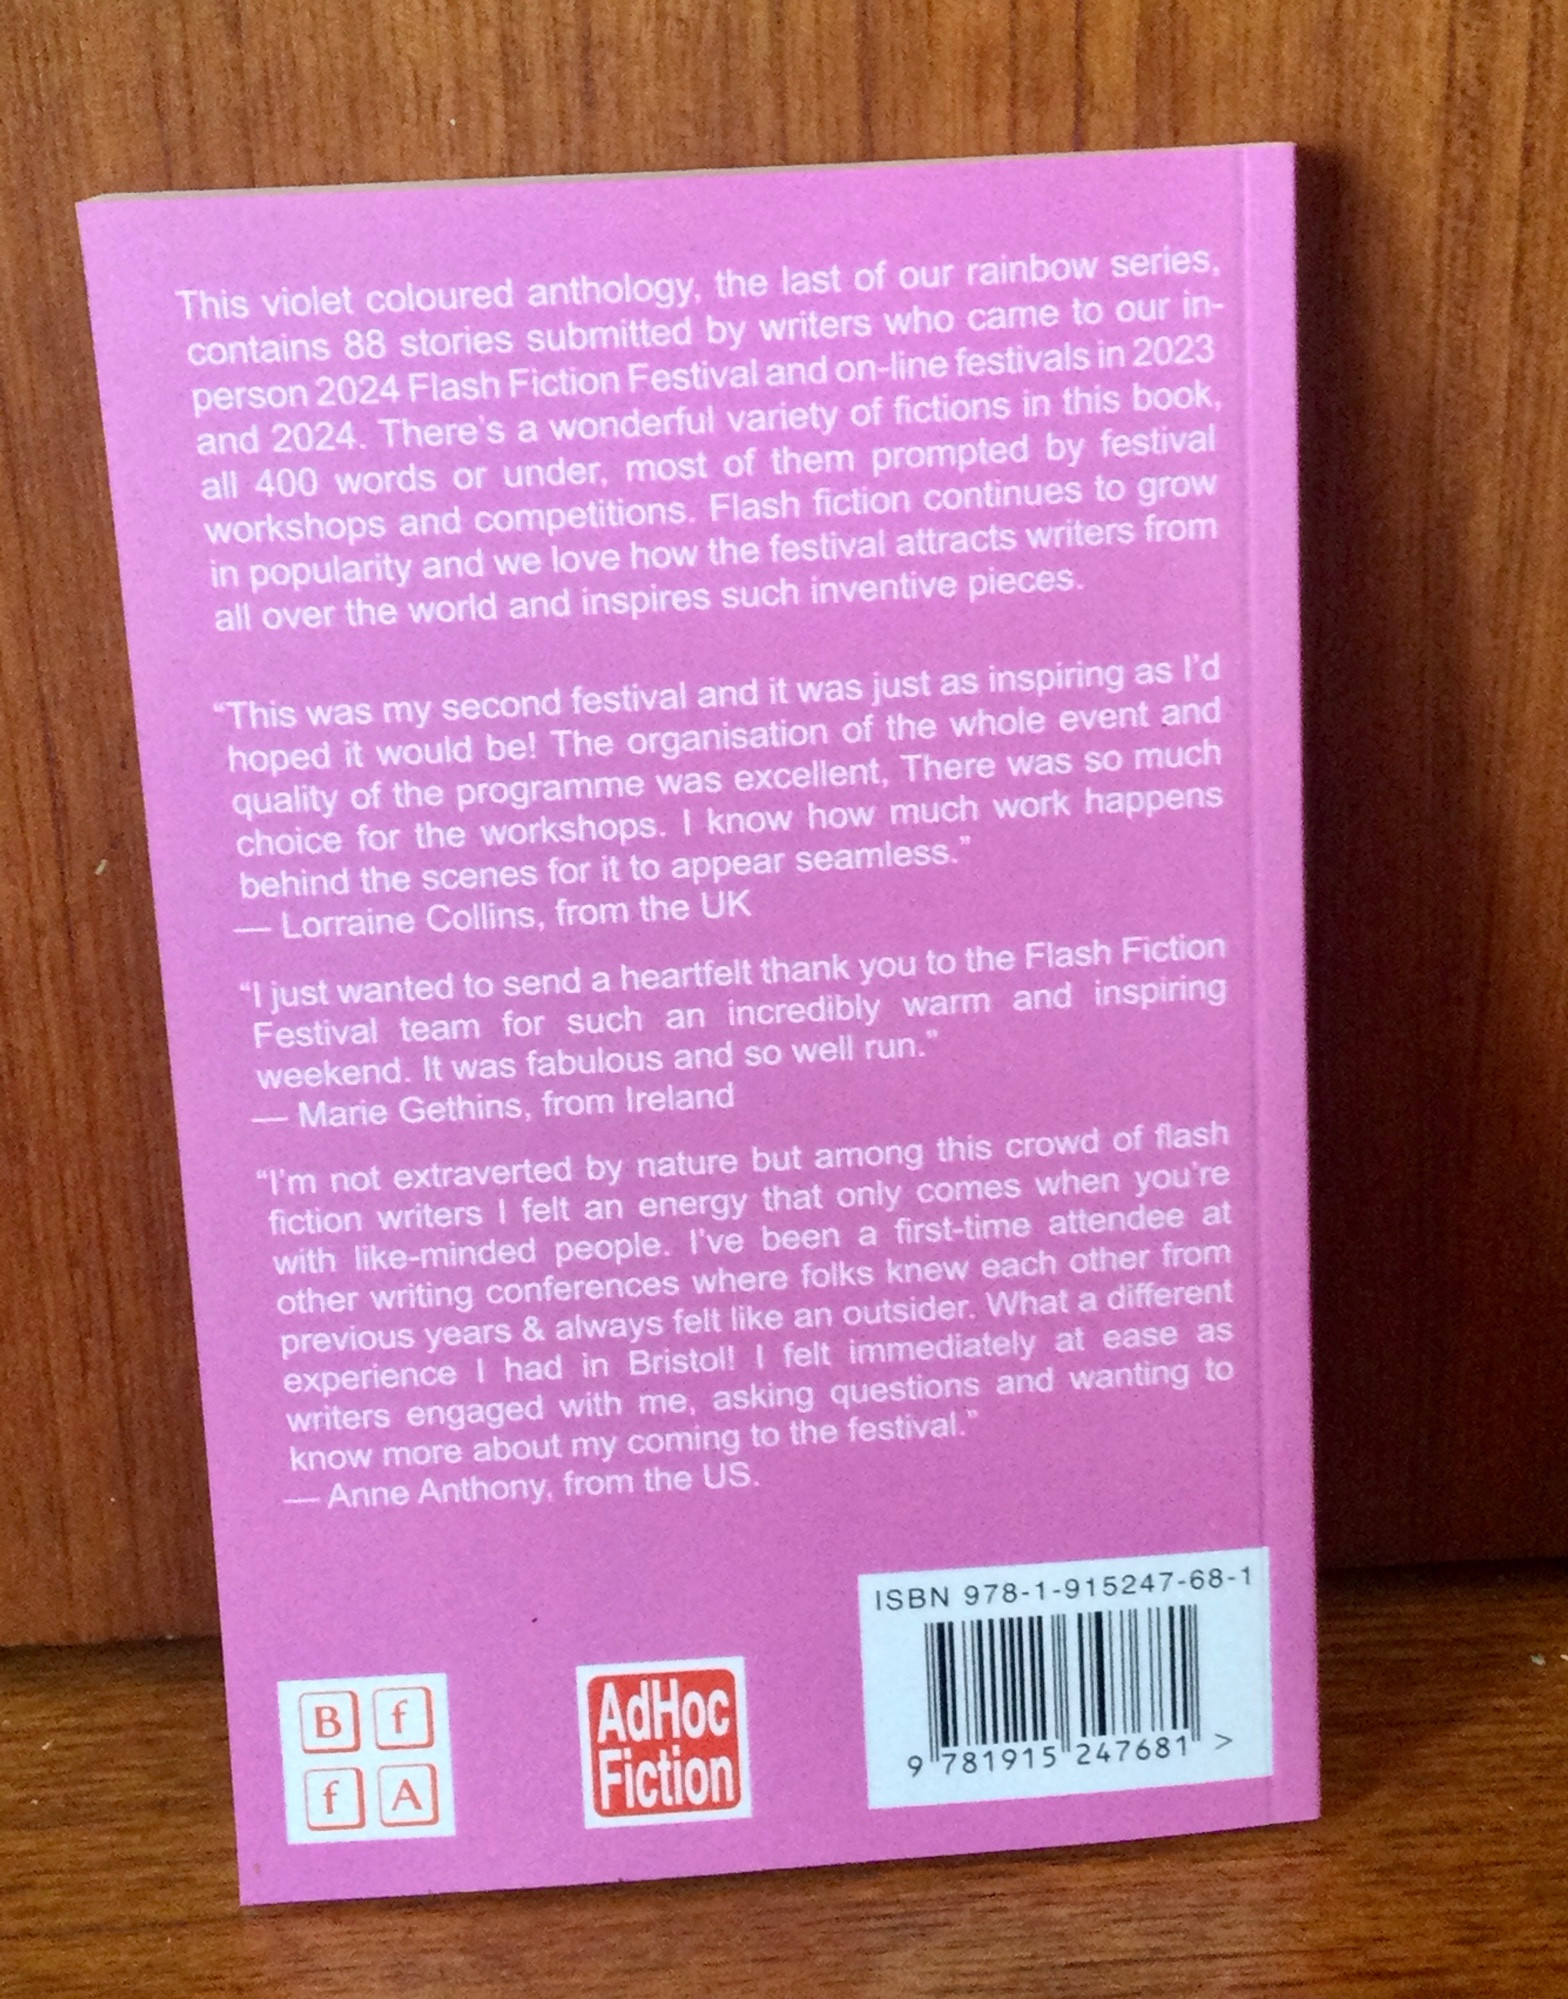 This violet coloured anthology, the last of our rainbow series,
contains 88 stories submitted by writers who came to our in-
person 2024 Flash Fiction Festival and on-line festivals in 2023
and 2024. There's a wonderful variety of fictions in this book,
all 400 words or under, most of them prompted by festival
workshops and competitions. Flash fiction continues to grow
in popularity and we love how the festival attracts writers from
all over the world and inspires such inventive pieces.
“This was my second festival and it was just as inspiring as I'd
hoped it would be! The organisation of the whole event and
quality of the programme was excellent, There was so much
choice for the workshops. I know how much work happens
behind the scenes for it to appear seamless.”
— Lorraine Collins, from the UK
“I just wanted to send a heartfelt thank you to the Flash Fiction
Festival team for such an incredibly warm and inspiring
weekend. It was fabulous and so well run.”
— Marie Gethins, from Ireland
“I'm not extraverted by nature but among this crowd of flash
fiction writers I felt an energy that only comes when you're
with like-minded people. I've been a first-time attendee at
other writing conferences where folks knew each other from
previous years & always felt like an outsider. What a different
experience I had in Bristol! I felt immediately at ease as
writers engaged with me, asking questions and wanting to
know more about my coming to the festival.”
— Anne Anthony, from the US.
B f
f A
AdHoc
Fiction
ISBN 978-1-915247-68-1
9 781915 247681 >